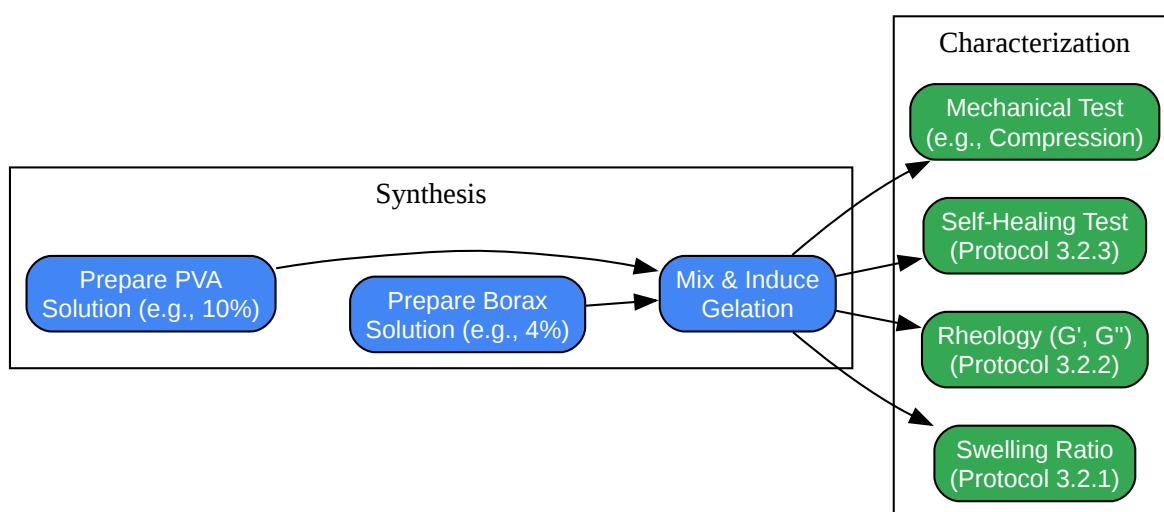 Synthesis
Prepare PVA
Solution (e.g., 10%)
Prepare Borax
Solution (e.g., 4%)
Mix & Induce
Gelation
Characterization
Mechanical Test
(e.g., Compression)
Self-Healing Test
(Protocol 3.2.3)
Rheology (G', G'')
(Protocol 3.2.2)
Swelling Ratio
(Protocol 3.2.1)